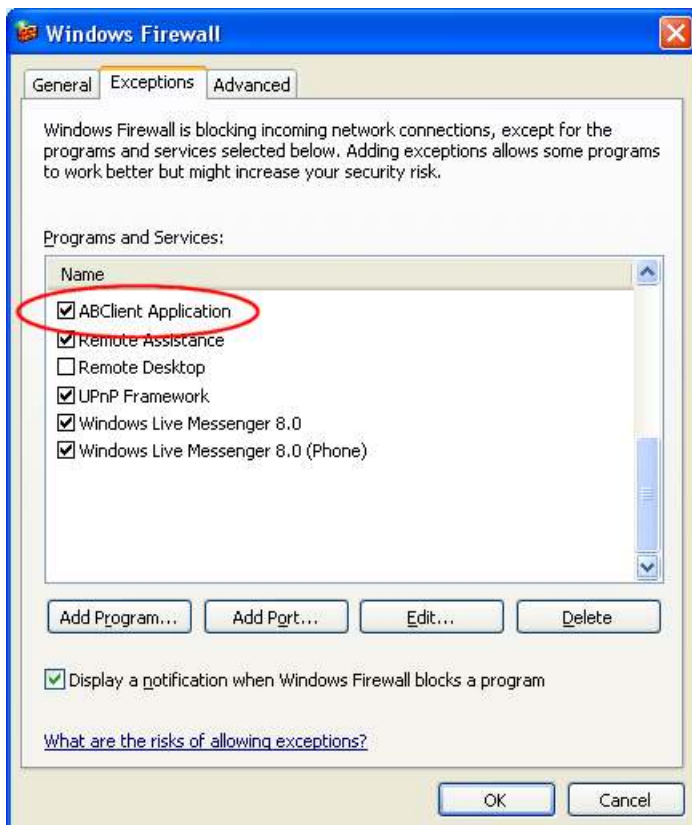 Windows Firewall
General Exceptions Advanced
Windows Firewall is blocking incoming network connections, except for the
programs and services selected below. Adding exceptions allows some programs
to work better but might increase your security risk.
Programs and Services:
Name
ABClient Application
Remote Assistance
Remote Desktop
UPnP Framework
Windows Live Messenger 8.0
Windows Live Messenger 8.0 (Phone)
Add Program... Add Port... Edit... Delete
Display a notification when Windows Firewall blocks a program
What are the risks of allowing exceptions?
OK Cancel